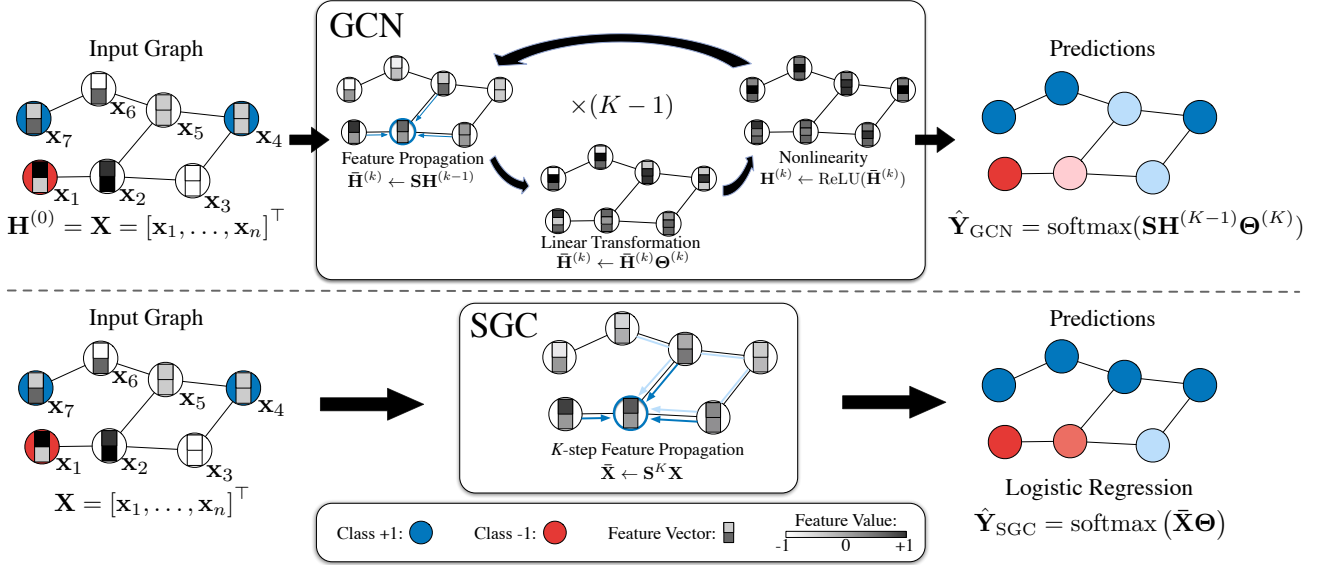 Input Graph
x₆
x₇
x₅
x₄
x₁
x₂
x₃
H⁽⁰⁾ = X = [x₁, . . . , xₙ]⊤
GCN
×(K − 1)
Feature Propagation
H̄⁽ᵏ⁾ ← SH⁽ᵏ⁻¹⁾
Linear Transformation
H̄⁽ᵏ⁾ ← H̄⁽ᵏ⁾Θ⁽ᵏ⁾
Nonlinearity
H⁽ᵏ⁾ ← ReLU(H̄⁽ᵏ⁾)
Predictions
Ŷ_GCN = softmax(SH⁽ᴷ⁻¹⁾Θ⁽ᴷ⁾)
Input Graph
x₆
x₇
x₅
x₄
x₁
x₂
x₃
X = [x₁, . . . , xₙ]⊤
SGC
K-step Feature Propagation
X̄ ← SᴷX
Predictions
Logistic Regression
Ŷ_SGC = softmax (X̄Θ)
Class +1:
Class -1:
Feature Vector:
Feature Value:
-1 0 +1